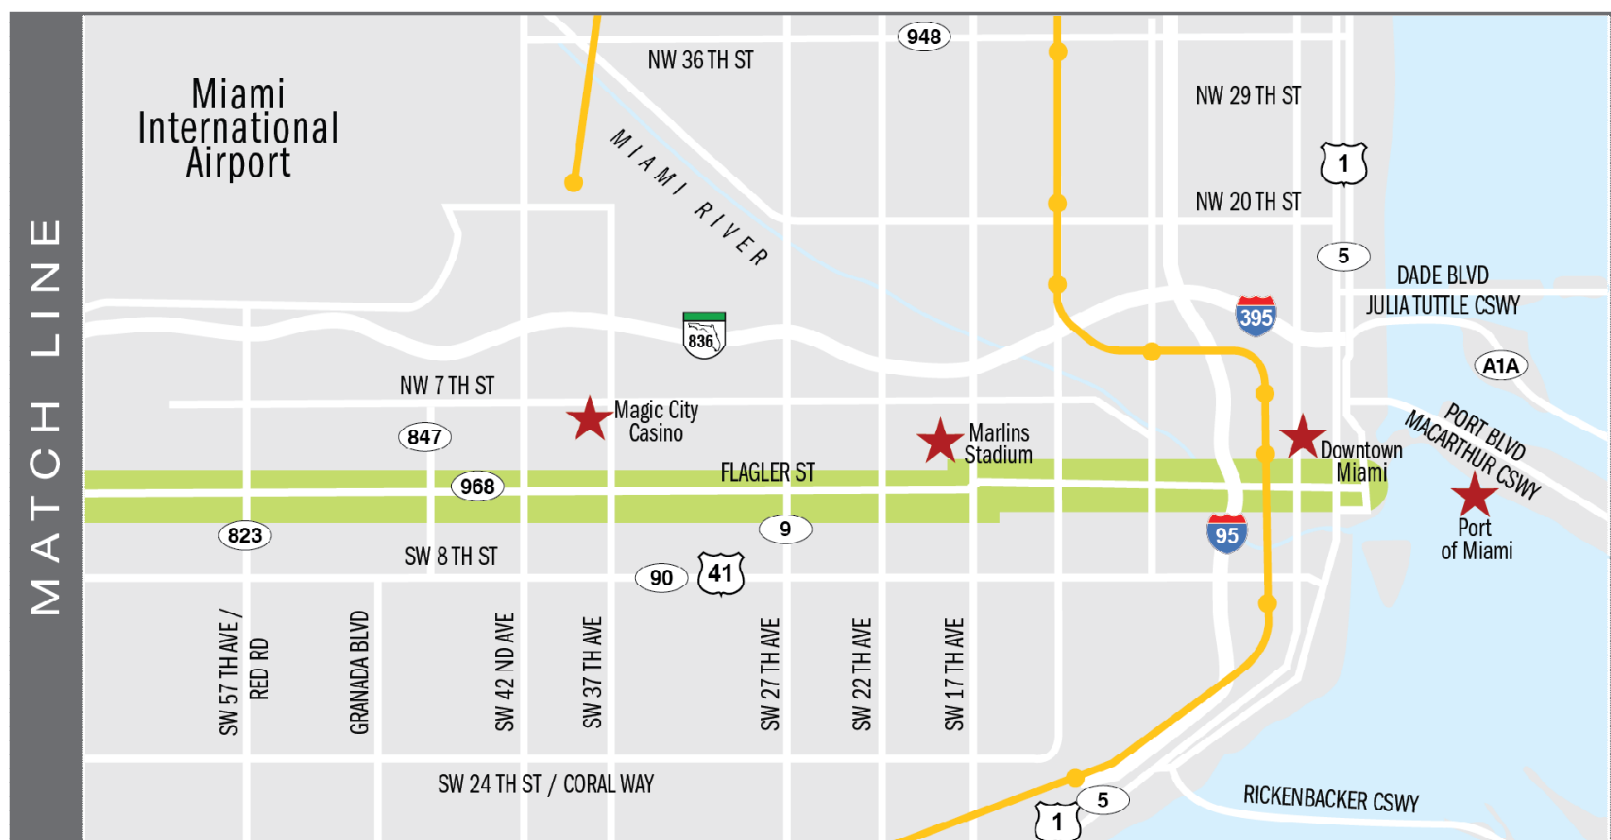 MATCH LINE
Miami
International
Airport
948
NW 36 TH ST
NW 29 TH ST
1
MIAMI RIVER
NW 20 TH ST
5
DADE BLVD
JULIA TUTTLE CSWY
395
836
A1A
NW 7 TH ST
Magic City
Casino
847
Marlins
Stadium
Downtown
Miami
PORT BLVD
MACARTHUR CSWY
FLAGLER ST
968
Port
of Miami
823
9
95
SW 8 TH ST
90
41
SW 57 TH AVE /
RED RD
GRANADA BLVD
SW 42 ND AVE
SW 37 TH AVE
SW 27 TH AVE
SW 22 TH AVE
SW 17 TH AVE
SW 24 TH ST / CORAL WAY
5
1
RICKENBACKER CSWY